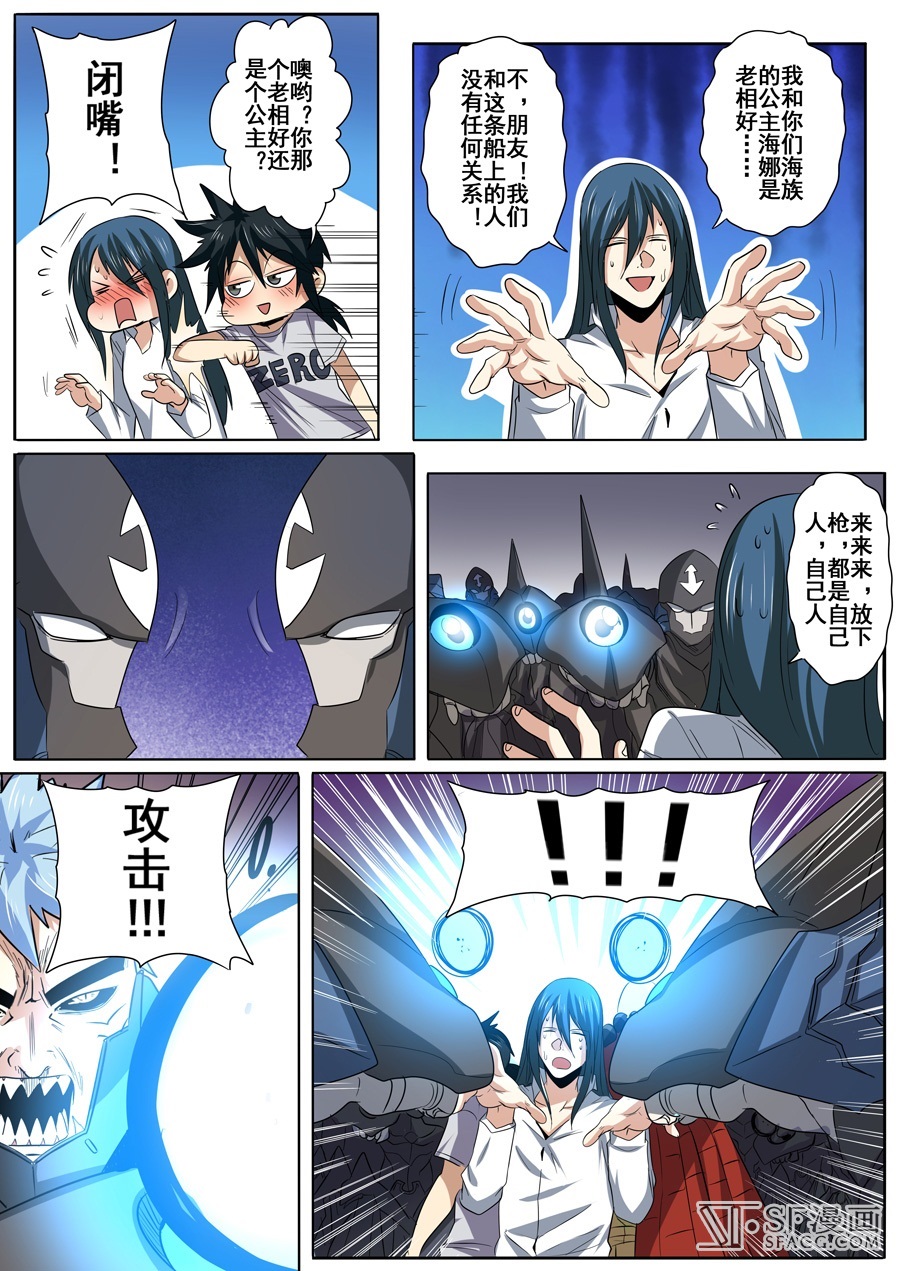 我和你们海族
的公主海娜是
老相好……
不，朋友！我们
和这条船上的人
没有任何关系！
噢哟？你那
个老相好还
是个公主？
闭嘴！
ZERO
来来来，放下
枪，都是自己
人，自己人
！！！
攻击!!!
SF漫画
SFACG.COM